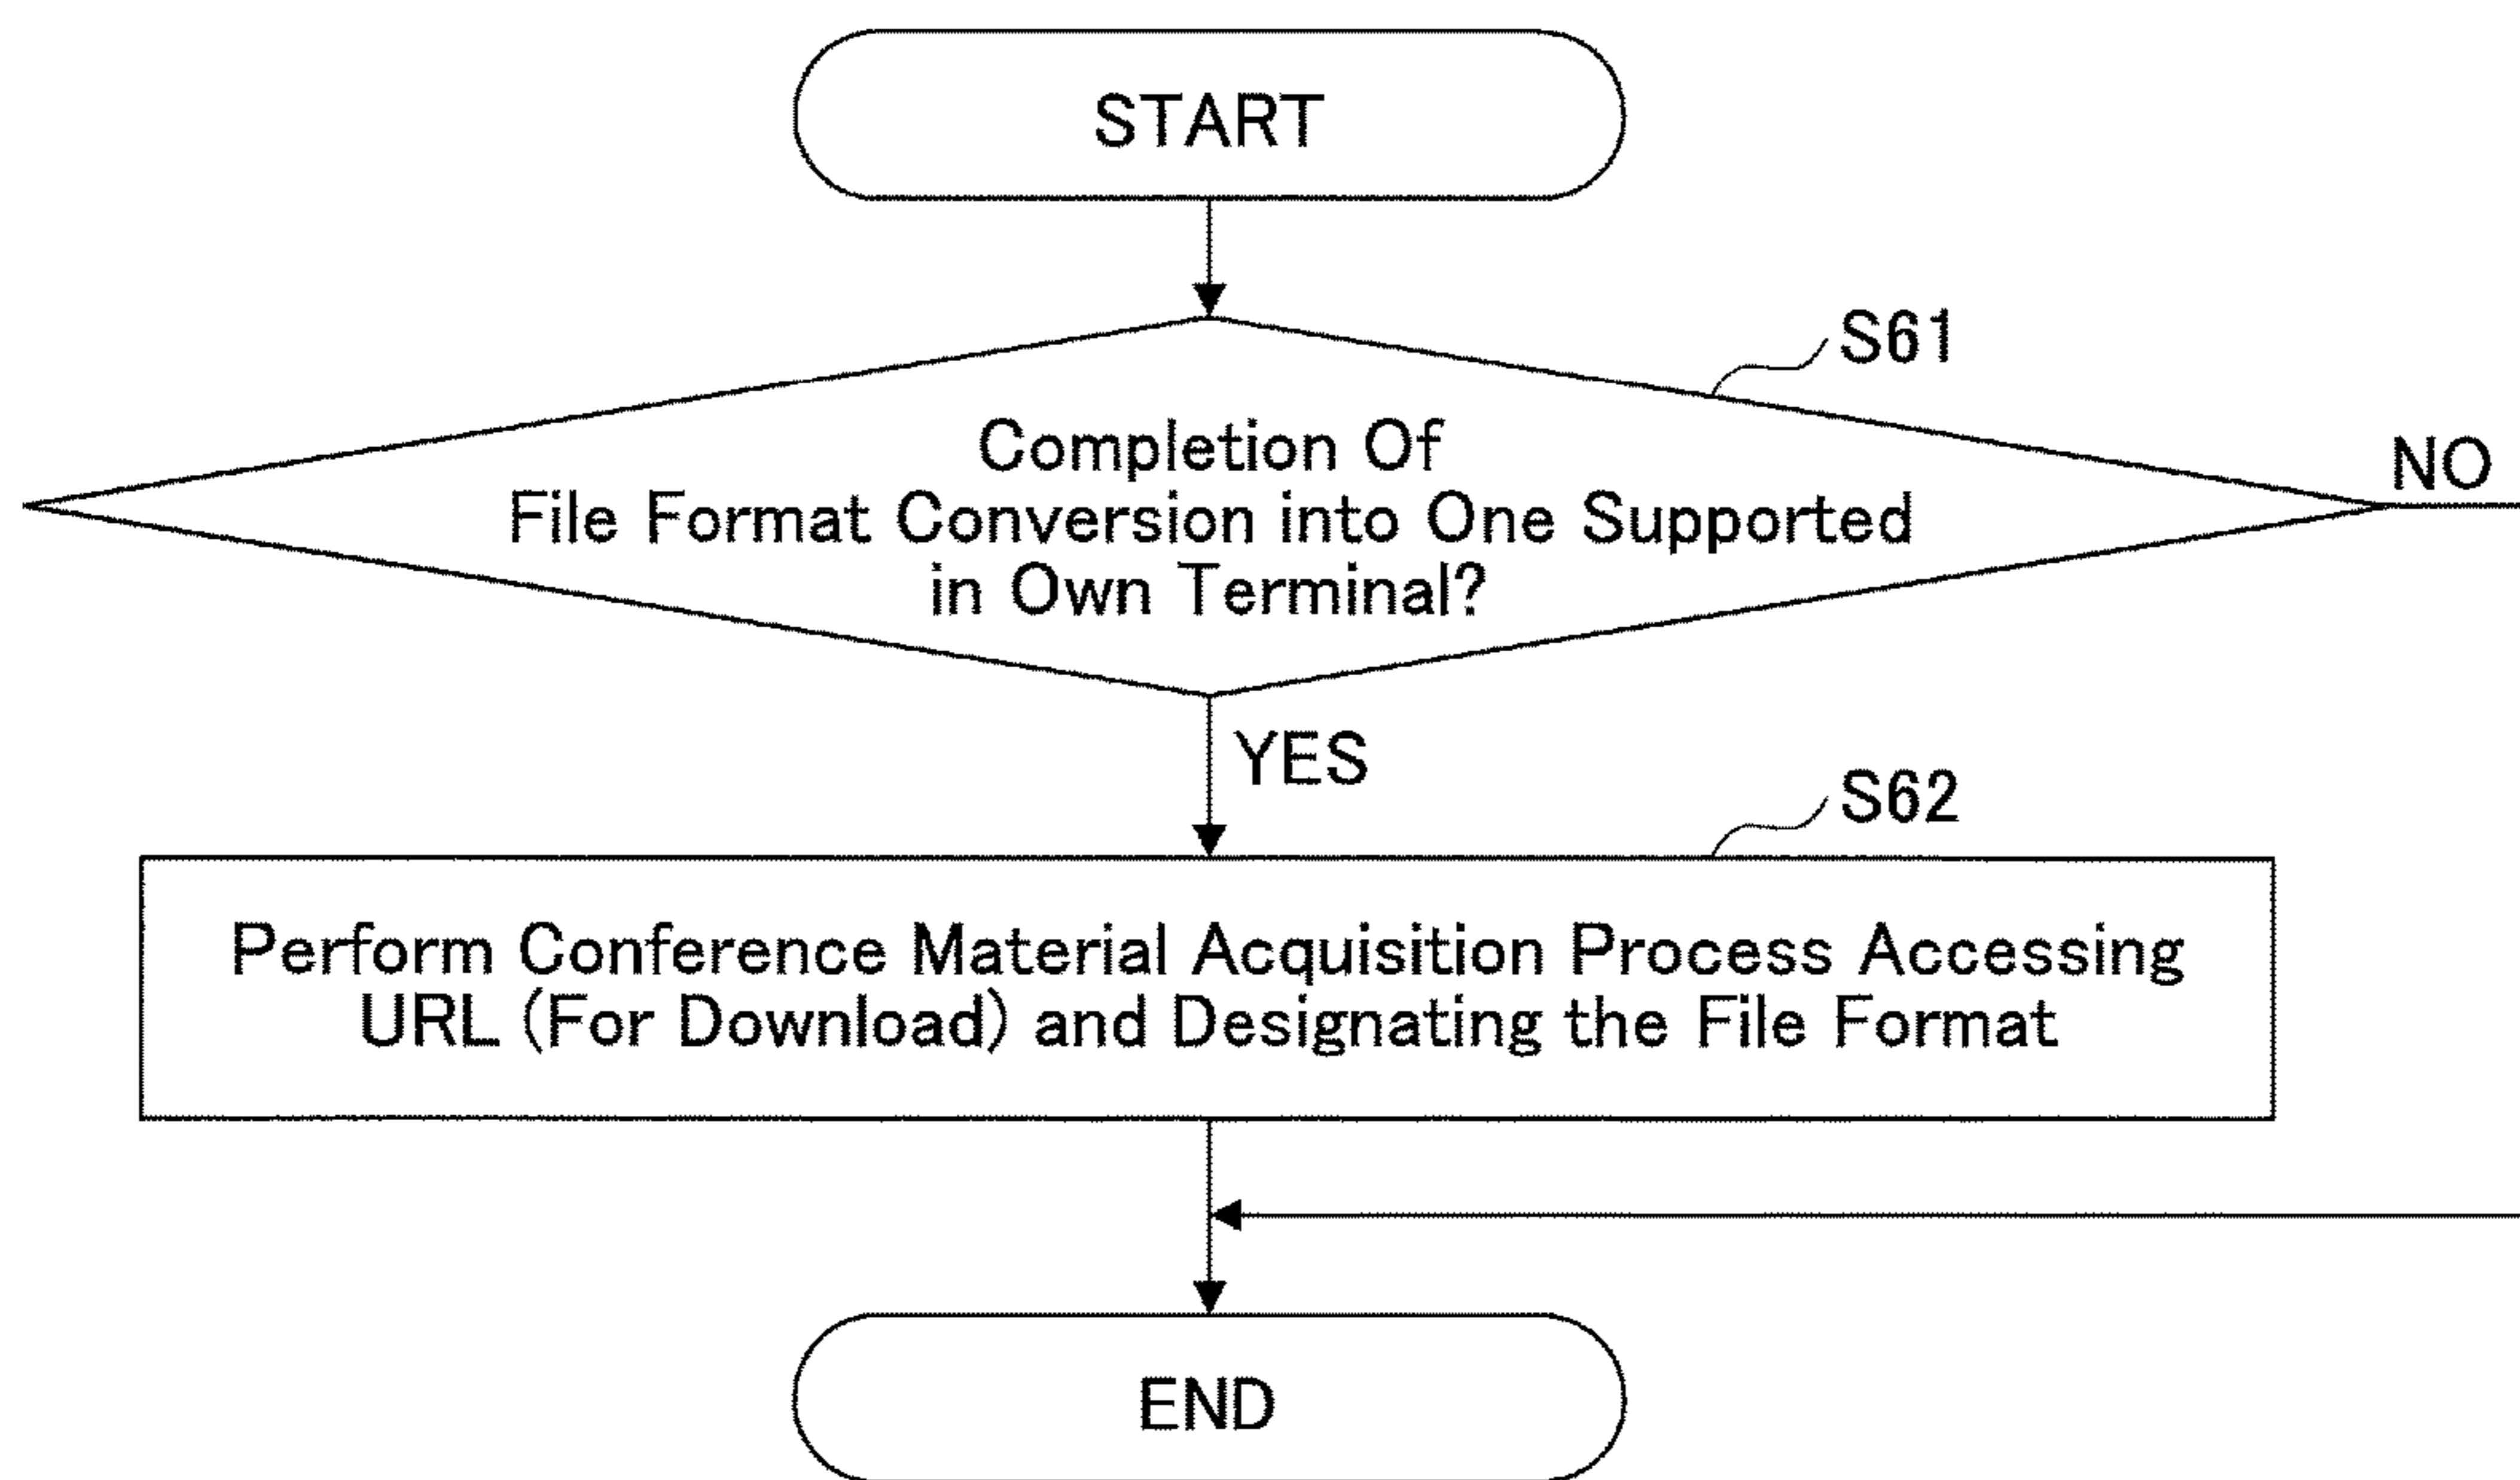 START
S61
Completion Of
File Format Conversion into One Supported
in Own Terminal?
NO
YES
S62
Perform Conference Material Acquisition Process Accessing
URL (For Download) and Designating the File Format
END